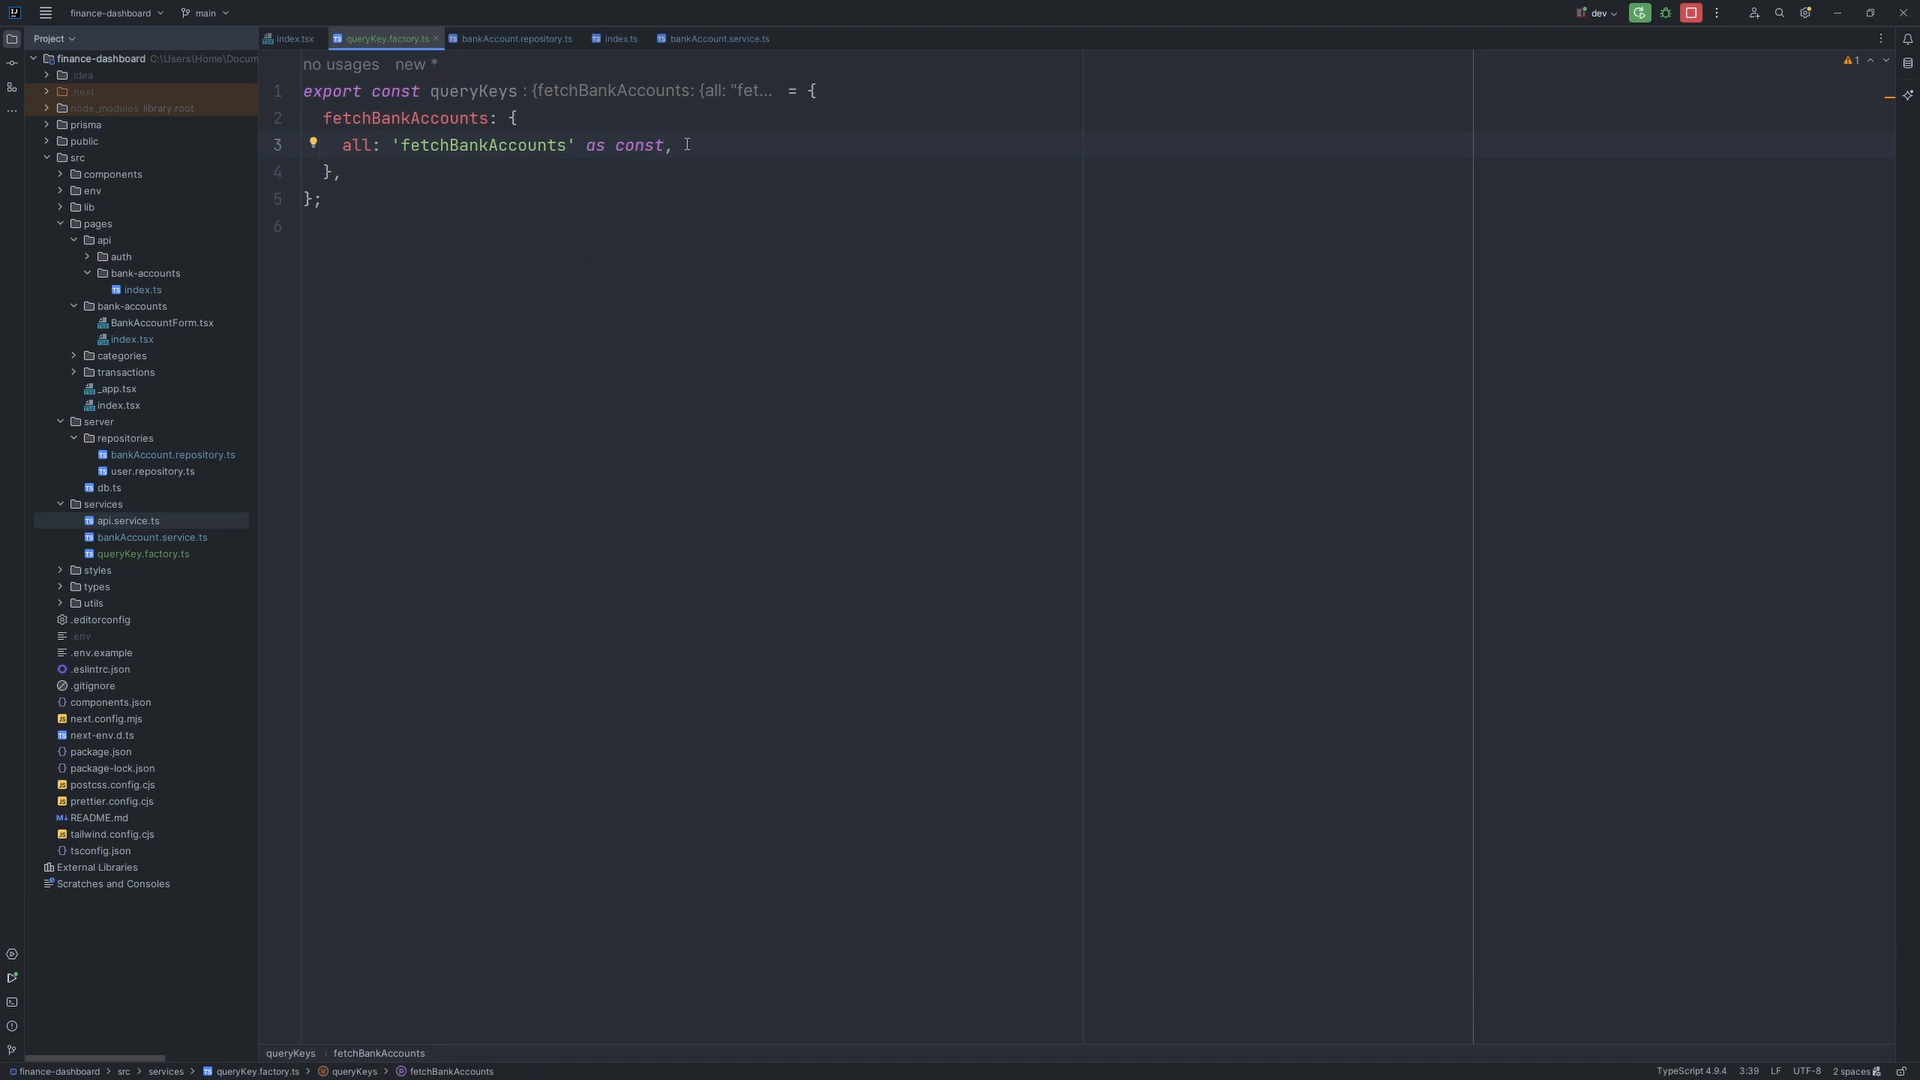 finance-dashboard
main
dev
Project
index.tsx
queryKey.factory.ts
bankAccount.repository.ts
index.ts
bankAccount.service.ts
finance-dashboard C:\Users\Home\Docum
.idea
.next
node_modules library root
prisma
public
src
components
env
lib
pages
api
auth
bank-accounts
index.ts
bank-accounts
BankAccountForm.tsx
index.tsx
categories
transactions
_app.tsx
index.tsx
server
repositories
bankAccount.repository.ts
user.repository.ts
db.ts
services
api.service.ts
bankAccount.service.ts
queryKey.factory.ts
styles
types
utils
.editorconfig
.env
.env.example
.eslintrc.json
.gitignore
components.json
next.config.mjs
next-env.d.ts
package.json
package-lock.json
postcss.config.cjs
prettier.config.cjs
README.md
tailwind.config.cjs
tsconfig.json
External Libraries
Scratches and Consoles
no usages new *
1 export const queryKeys : {fetchBankAccounts: {all: "fet... = {
2 fetchBankAccounts: {
3 all: 'fetchBankAccounts' as const,
4 },
5 };
6
1
queryKeys › fetchBankAccounts
finance-dashboard › src › services › queryKey.factory.ts › queryKeys › fetchBankAccounts
TypeScript 4.9.4 3:39 LF UTF-8 2 spaces